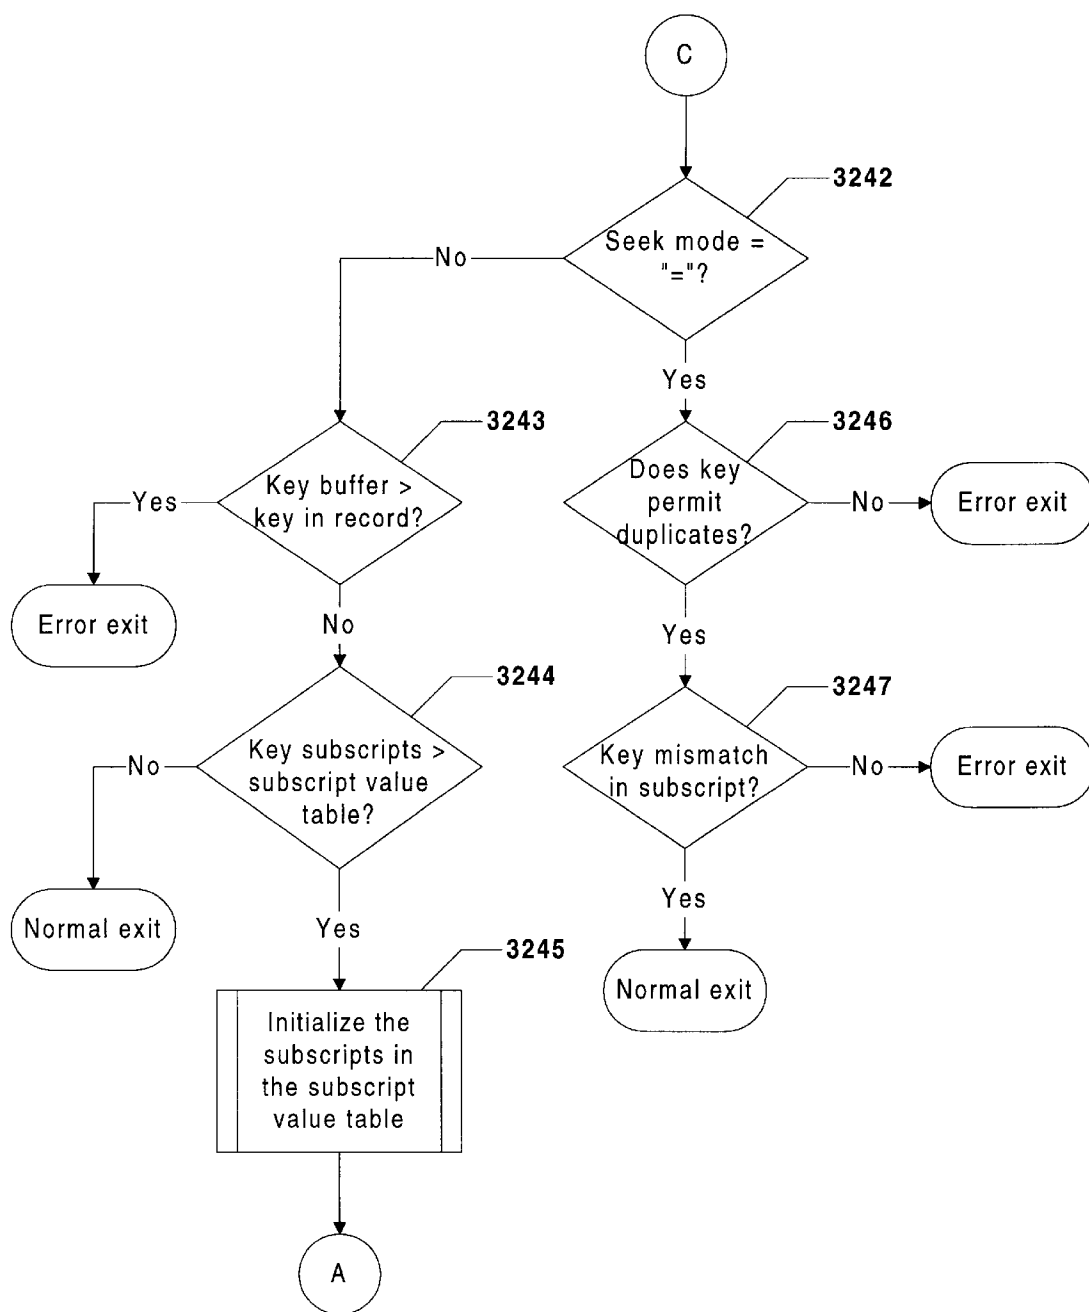 C
3242
Seek mode =
"="?
No
Yes
3243
3246
Key buffer >
key in record?
Yes
Does key
permit
duplicates?
No
Error exit
Error exit
No
Yes
3244
3247
Key subscripts >
subscript value
table?
No
Key mismatch
in subscript?
No
Error exit
Normal exit
Yes
Yes
3245
Normal exit
Initialize the
subscripts in
the subscript
value table
A